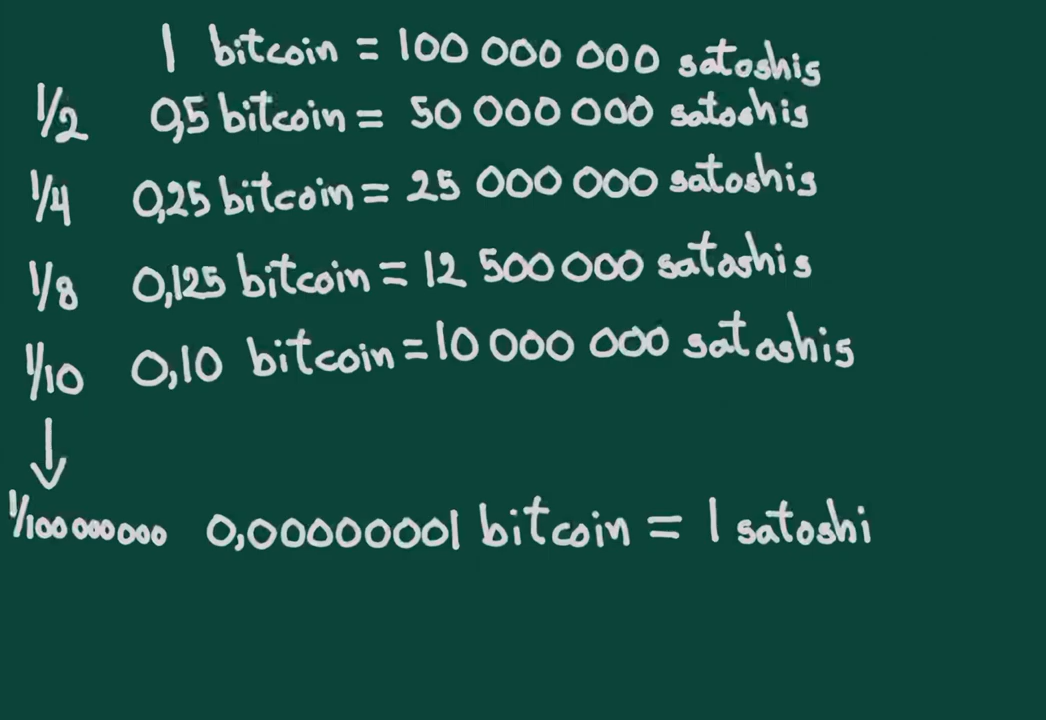 1 bitcoin = 100 000 000 satoshis
1/2 0,5 bitcoin = 50 000 000 satoshis
1/4 0,25 bitcoin = 25 000 000 satoshis
1/8 0,125 bitcoin = 12 500 000 satoshis
1/10 0,10 bitcoin = 10 000 000 satoshis
↓
1/100 000 000 0,00000001 bitcoin = 1 satoshi